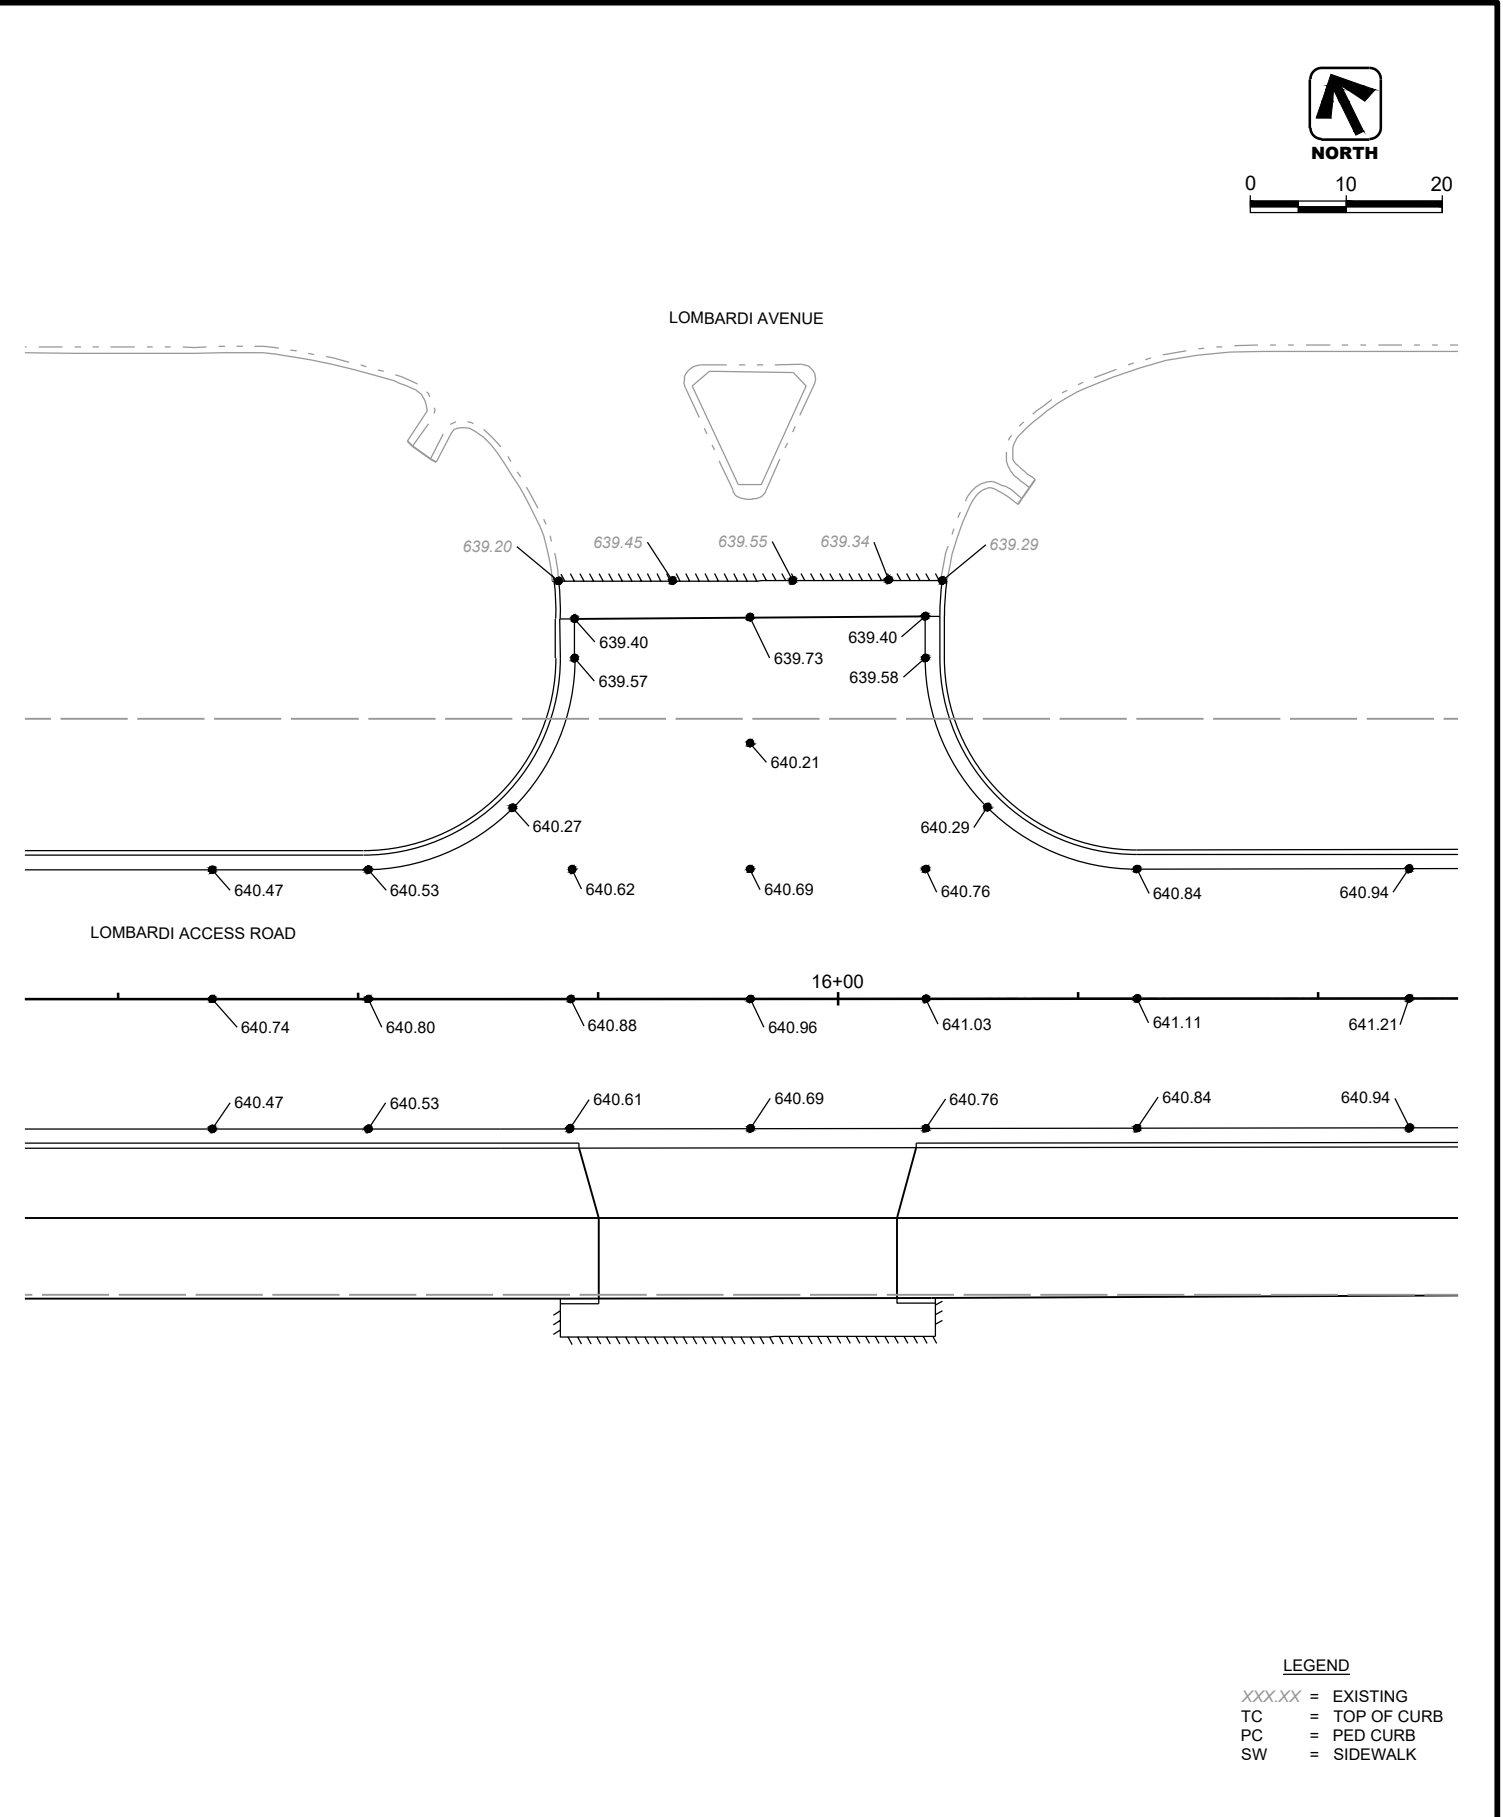 NORTH
0 10 20
LOMBARDI AVENUE
639.20 639.45 639.55 639.34 639.29
639.40 639.73 639.40
639.57 639.58
640.21
640.27 640.29
640.47 640.53 640.62 640.69 640.76 640.84 640.94
LOMBARDI ACCESS ROAD
16+00
640.74 640.80 640.88 640.96 641.03 641.11 641.21
640.47 640.53 640.61 640.69 640.76 640.84 640.94
LEGEND
XXX.XX = EXISTING
TC = TOP OF CURB
PC = PED CURB
SW = SIDEWALK